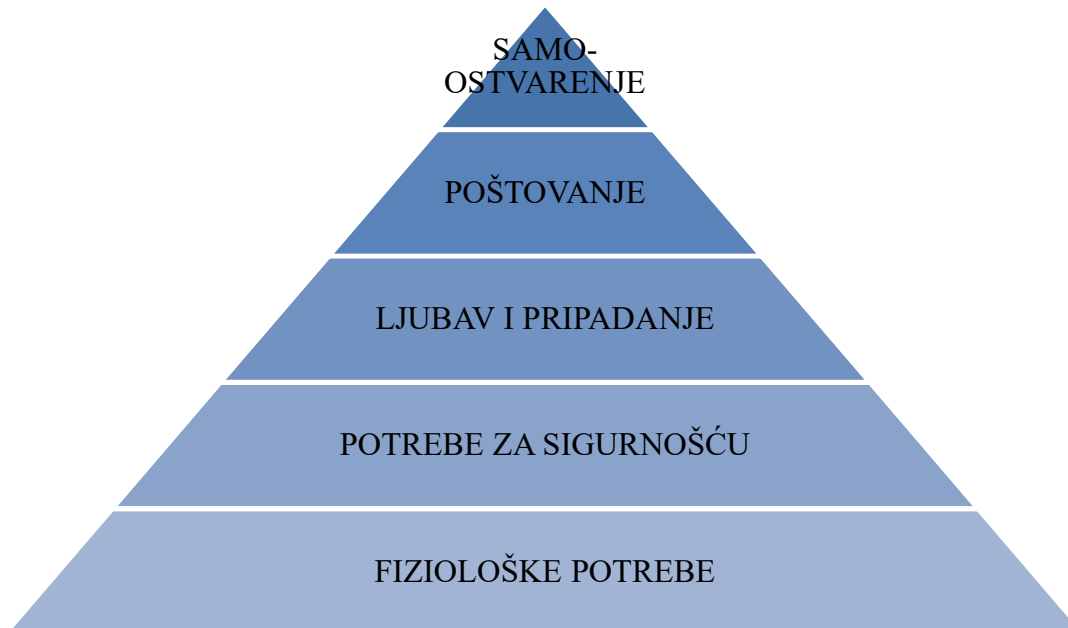 SAMO-
OSTVARENJE
POŠTOVANJE
LJUBAV I PRIPADANJE
POTREBE ZA SIGURNOŠĆU
FIZIOLOŠKE POTREBE